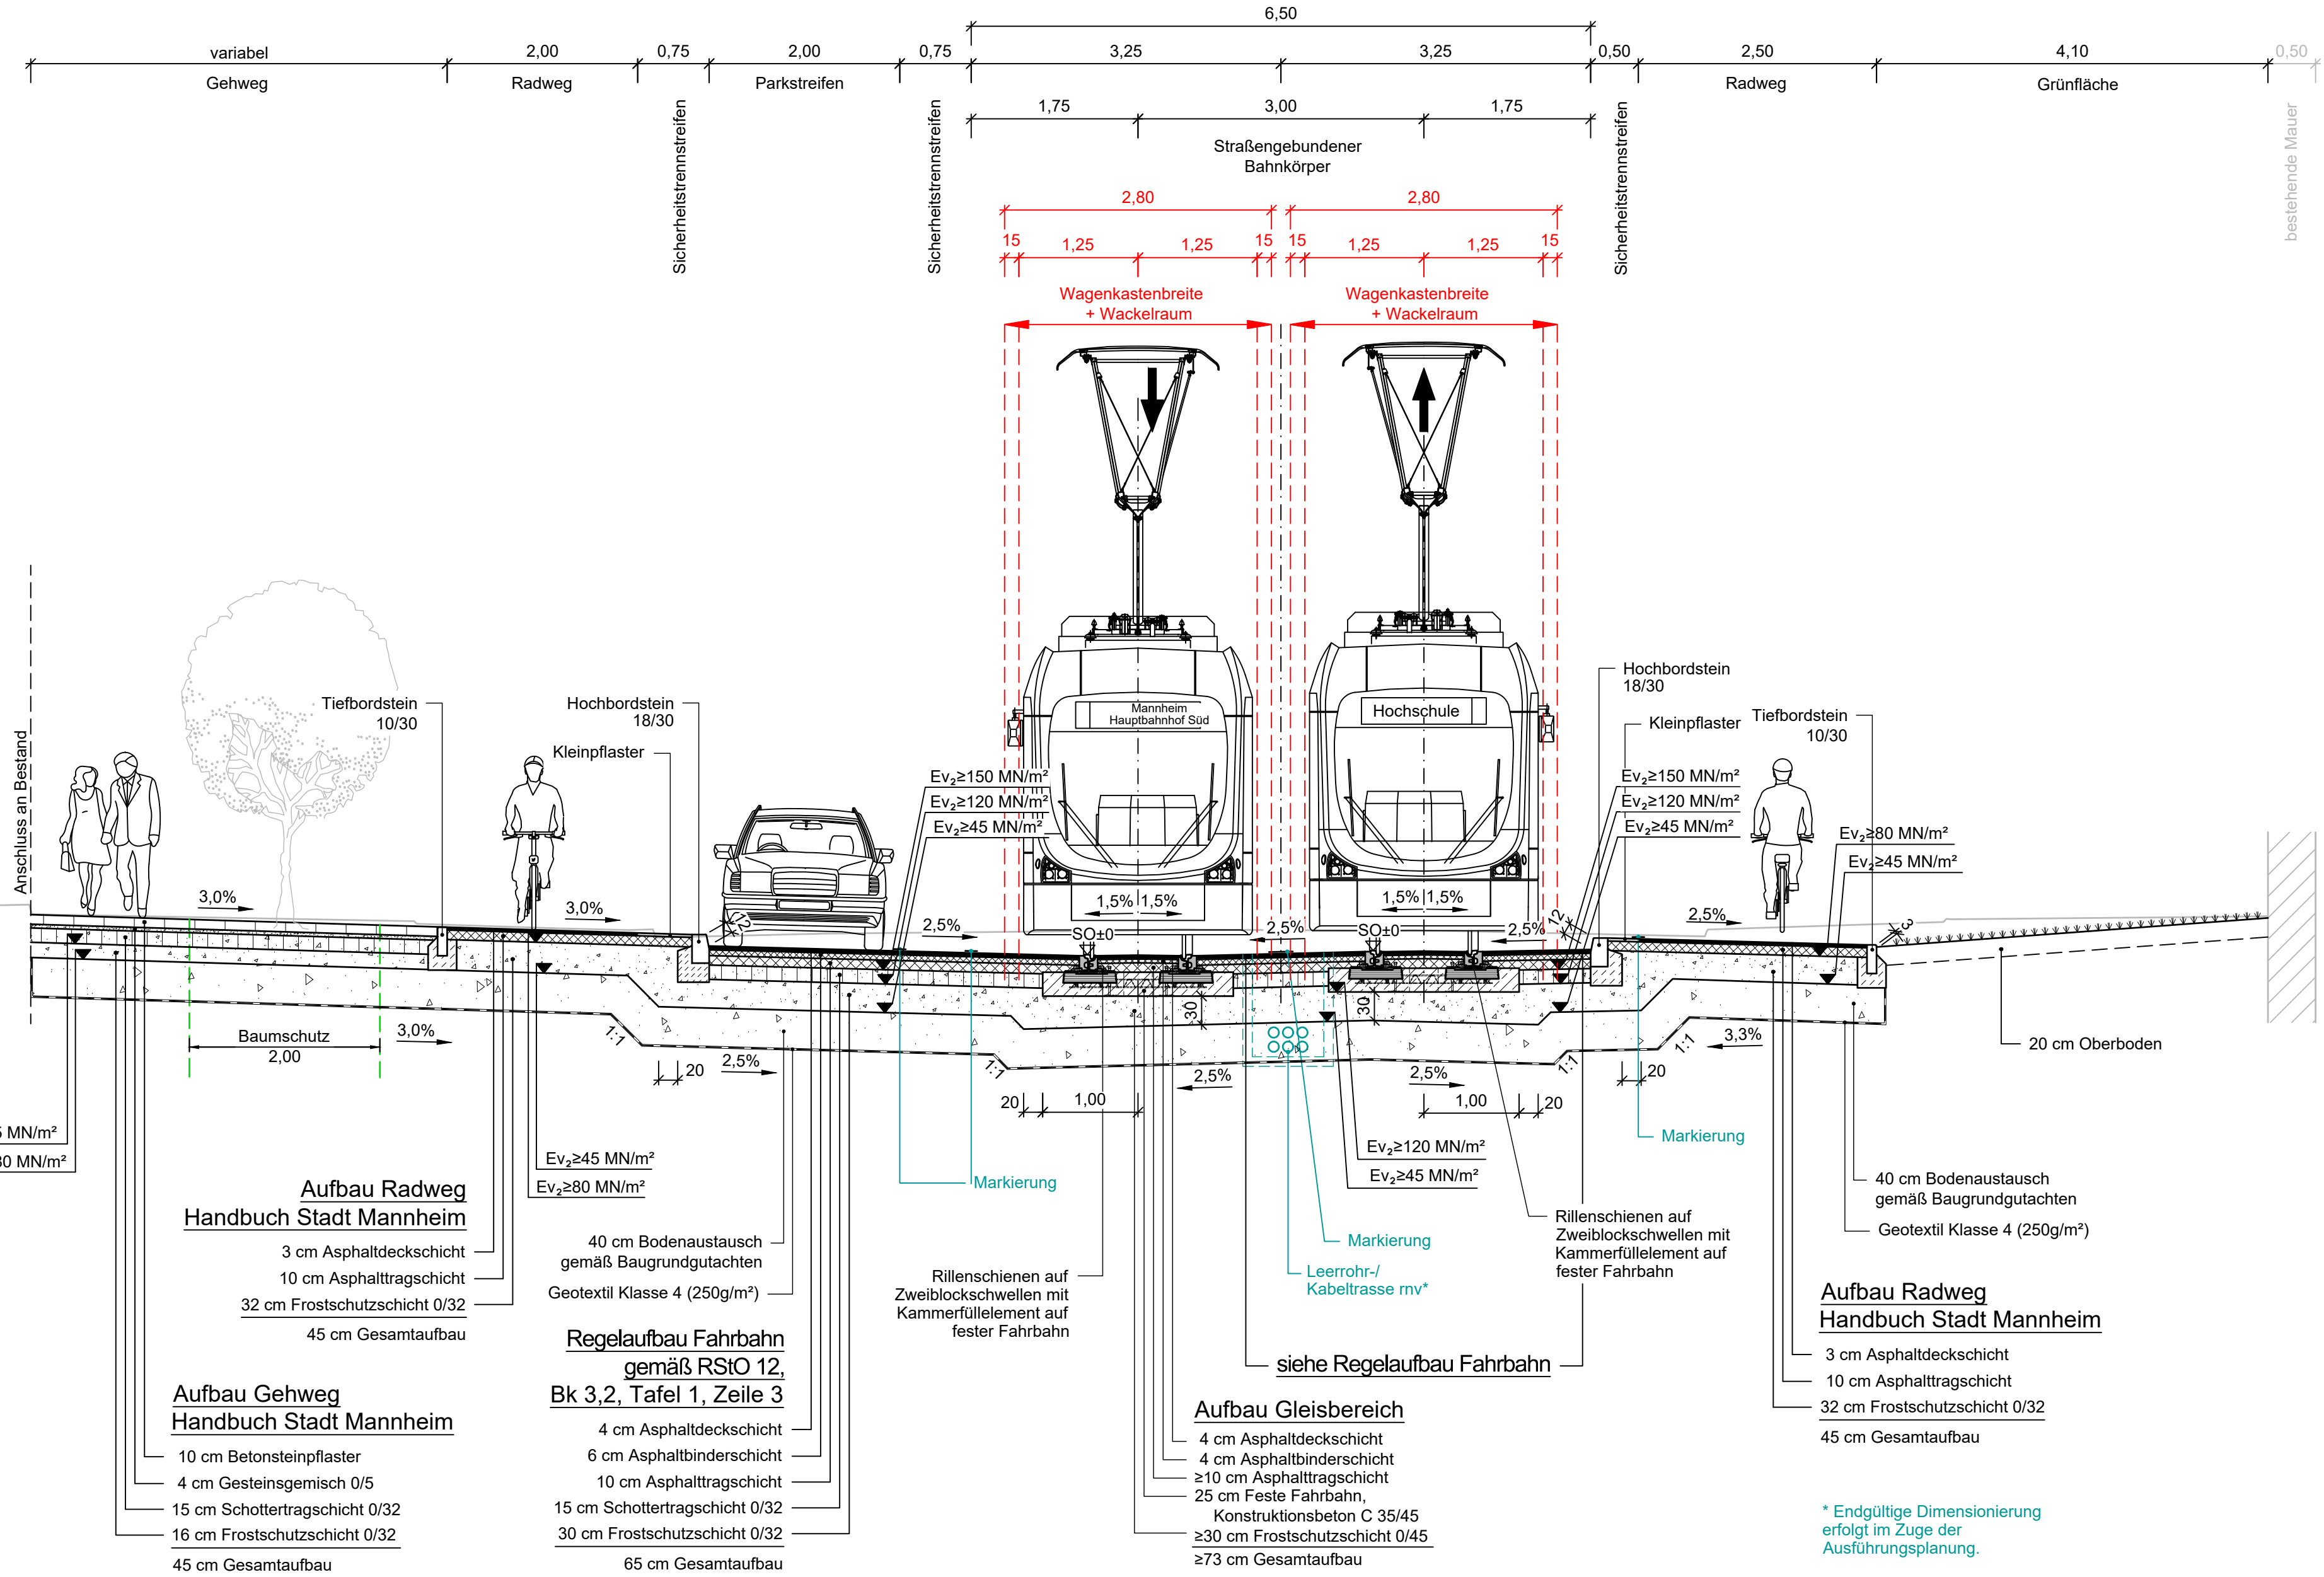 6,50
variabel
2,00
0,75
2,00
0,75
3,25
3,25
0,50
2,50
4,10
0,50
Gehweg
Radweg
Parkstreifen
Radweg
Grünfläche
Sicherheitstrennstreifen
Sicherheitstrennstreifen
Sicherheitstrennstreifen
bestehende Mauer
1,75
3,00
1,75
Straßengebundener
Bahnkörper
2,80
2,80
15
1,25
1,25
15
15
1,25
1,25
15
Wagenkastenbreite
+ Wackelraum
Wagenkastenbreite
+ Wackelraum
Anschluss an Bestand
Tiefbordstein
10/30
Hochbordstein
18/30
Kleinpflaster
Mannheim
Hauptbahnhof Süd
Hochschule
Hochbordstein
18/30
Kleinpflaster
Tiefbordstein
10/30
Ev₂≥150 MN/m²
Ev₂≥120 MN/m²
Ev₂≥45 MN/m²
Ev₂≥150 MN/m²
Ev₂≥120 MN/m²
Ev₂≥45 MN/m²
Ev₂≥80 MN/m²
Ev₂≥45 MN/m²
3,0%
3,0%
12
2,5%
1,5%
1,5%
SO±0
2,5%
1,5%
1,5%
SO±0
2,5%
12
2,5%
3
Baumschutz
2,00
3,0%
1:1
20
2,5%
1:1
30
20
1,00
2,5%
30
2,5%
1,00
20
1:1
20
1:1
3,3%
20 cm Oberboden
MN/m²
0 MN/m²
Ev₂≥45 MN/m²
Ev₂≥80 MN/m²
Markierung
Ev₂≥120 MN/m²
Ev₂≥45 MN/m²
Markierung
Aufbau Radweg
Handbuch Stadt Mannheim
3 cm Asphaltdeckschicht
10 cm Asphalttragschicht
32 cm Frostschutzschicht 0/32
45 cm Gesamtaufbau
40 cm Bodenaustausch
gemäß Baugrundgutachten
Geotextil Klasse 4 (250g/m²)
Rillenschienen auf
Zweiblockschwellen mit
Kammerfüllelement auf
fester Fahrbahn
Markierung
Leerrohr-/
Kabeltrasse rnv*
Rillenschienen auf
Zweiblockschwellen mit
Kammerfüllelement auf
fester Fahrbahn
40 cm Bodenaustausch
gemäß Baugrundgutachten
Geotextil Klasse 4 (250g/m²)
Aufbau Gehweg
Handbuch Stadt Mannheim
10 cm Betonsteinpflaster
4 cm Gesteinsgemisch 0/5
15 cm Schottertragschicht 0/32
16 cm Frostschutzschicht 0/32
45 cm Gesamtaufbau
Regelaufbau Fahrbahn
gemäß RStO 12,
Bk 3,2, Tafel 1, Zeile 3
4 cm Asphaltdeckschicht
6 cm Asphaltbinderschicht
10 cm Asphalttragschicht
15 cm Schottertragschicht 0/32
30 cm Frostschutzschicht 0/32
65 cm Gesamtaufbau
siehe Regelaufbau Fahrbahn
Aufbau Gleisbereich
4 cm Asphaltdeckschicht
4 cm Asphaltbinderschicht
≥10 cm Asphalttragschicht
25 cm Feste Fahrbahn,
Konstruktionsbeton C 35/45
≥30 cm Frostschutzschicht 0/45
≥73 cm Gesamtaufbau
Aufbau Radweg
Handbuch Stadt Mannheim
3 cm Asphaltdeckschicht
10 cm Asphalttragschicht
32 cm Frostschutzschicht 0/32
45 cm Gesamtaufbau
* Endgültige Dimensionierung
erfolgt im Zuge der
Ausführungsplanung.